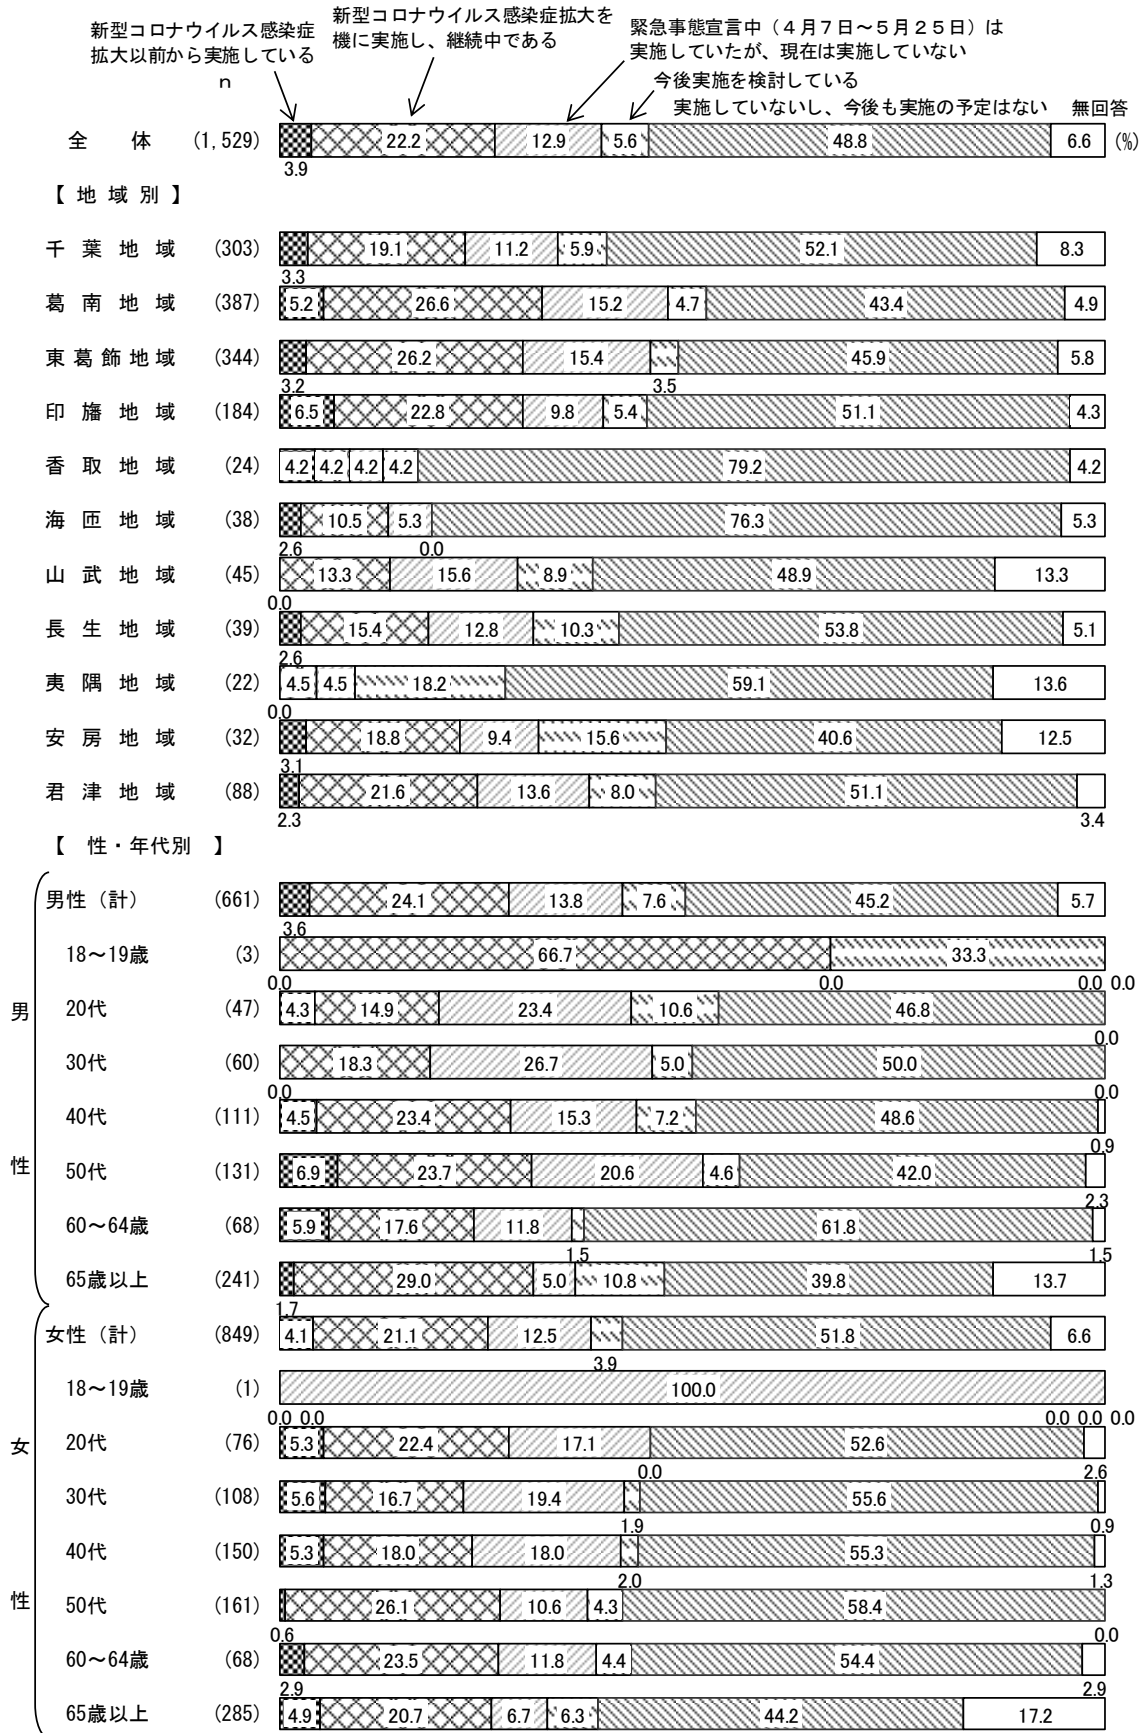 新型コロナウイルス感染症
拡大以前から実施している
新型コロナウイルス感染症拡大を
機に実施し、継続中である
緊急事態宣言中（４月７日～５月２５日）は
実施していたが、現在は実施していない
今後実施を検討している
実施していないし、今後も実施の予定はない
無回答
ｎ
全体 (1,529) 22.2 12.9 5.6 48.8 6.6 (%)
3.9
【地域別】
千葉地域 (303) 19.1 11.2 5.9 52.1 8.3
3.3
葛南地域 (387) 5.2 26.6 15.2 4.7 43.4 4.9
東葛飾地域 (344) 26.2 15.4 45.9 5.8
3.2 3.5
印旛地域 (184) 6.5 22.8 9.8 5.4 51.1 4.3
香取地域 (24) 4.2 4.2 4.2 4.2 79.2 4.2
海匝地域 (38) 10.5 5.3 76.3 5.3
2.6 0.0
山武地域 (45) 13.3 15.6 8.9 48.9 13.3
0.0
長生地域 (39) 15.4 12.8 10.3 53.8 5.1
2.6
夷隅地域 (22) 4.5 4.5 18.2 59.1 13.6
0.0
安房地域 (32) 18.8 9.4 15.6 40.6 12.5
3.1
君津地域 (88) 21.6 13.6 8.0 51.1
2.3 3.4
【性・年代別】
男性
男性（計） (661) 24.1 13.8 7.6 45.2 5.7
3.6
18～19歳 (3) 66.7 33.3
0.0 0.0 0.0 0.0
20代 (47) 4.3 14.9 23.4 10.6 46.8
0.0
30代 (60) 18.3 26.7 5.0 50.0
0.0 0.0
40代 (111) 4.5 23.4 15.3 7.2 48.6
0.9
50代 (131) 6.9 23.7 20.6 4.6 42.0
2.3
60～64歳 (68) 5.9 17.6 11.8 61.8
1.5 1.5
65歳以上 (241) 29.0 5.0 10.8 39.8 13.7
1.7
女性
女性（計） (849) 4.1 21.1 12.5 51.8 6.6
3.9
18～19歳 (1) 100.0
0.0 0.0 0.0 0.0 0.0
20代 (76) 5.3 22.4 17.1 52.6
0.0 2.6
30代 (108) 5.6 16.7 19.4 55.6
1.9 0.9
40代 (150) 5.3 18.0 18.0 55.3
2.0 1.3
50代 (161) 26.1 10.6 4.3 58.4
0.6 0.0
60～64歳 (68) 23.5 11.8 4.4 54.4
2.9 2.9
65歳以上 (285) 4.9 20.7 6.7 6.3 44.2 17.2